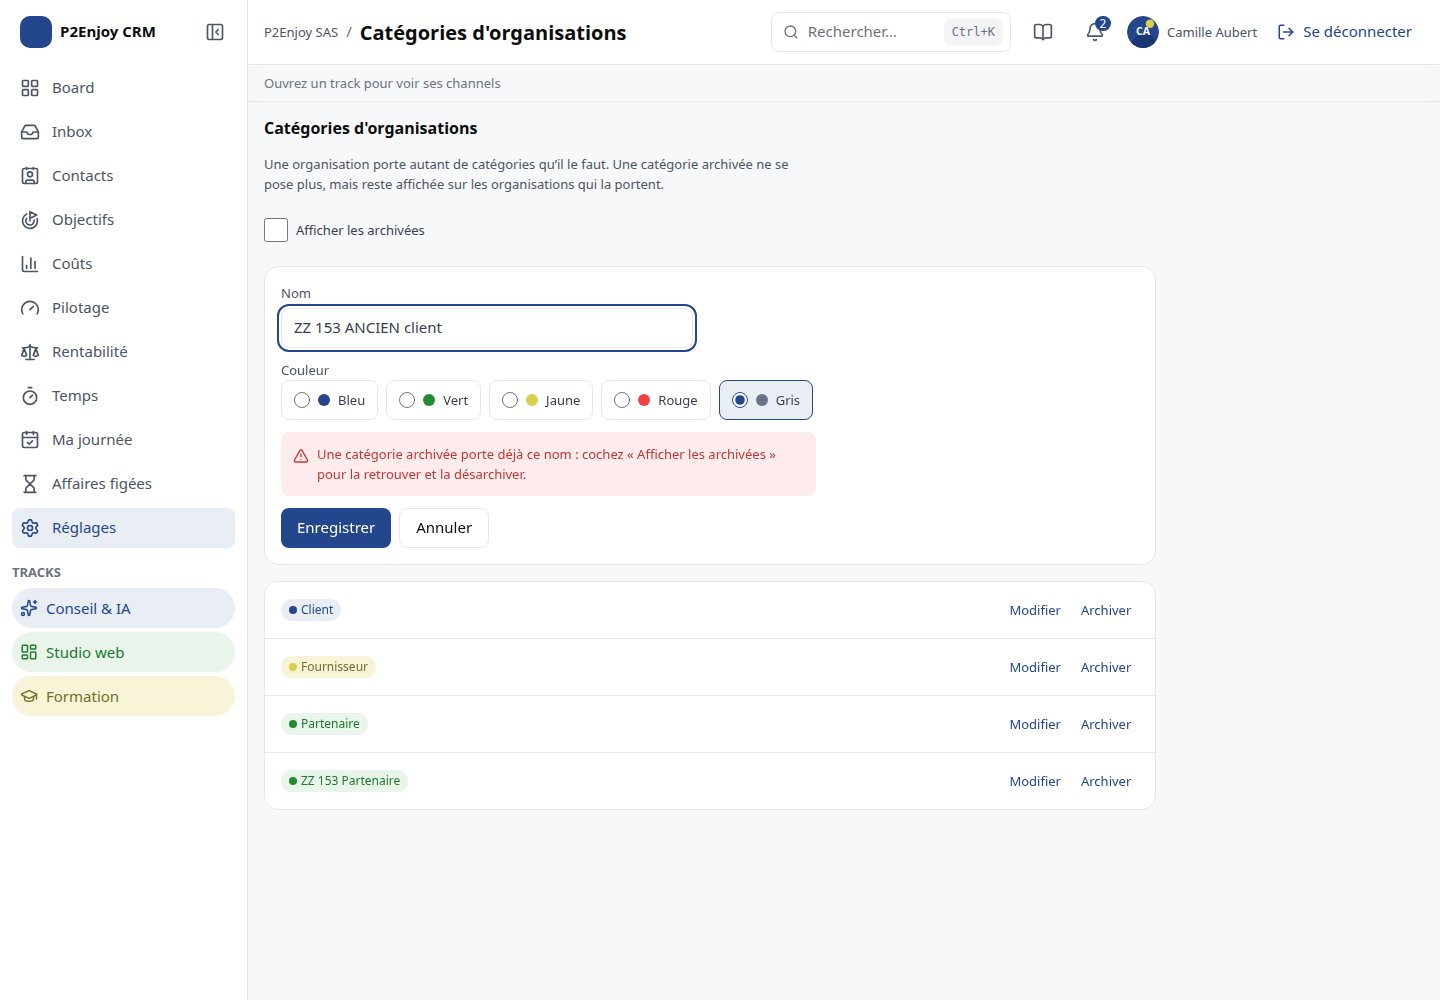 P2Enjoy CRM
Board
Inbox
Contacts
Objectifs
Coûts
Pilotage
Rentabilité
Temps
Ma journée
Affaires figées
Réglages
TRACKS
Conseil & IA
Studio web
Formation
P2Enjoy SAS / Catégories d'organisations
Rechercher... Ctrl+K
2
CA
Camille Aubert
Se déconnecter
Ouvrez un track pour voir ses channels
Catégories d'organisations
Une organisation porte autant de catégories qu’il le faut. Une catégorie archivée ne se
pose plus, mais reste affichée sur les organisations qui la portent.
Afficher les archivées
Nom
ZZ 153 ANCIEN client
Couleur
Bleu Vert Jaune Rouge Gris
Une catégorie archivée porte déjà ce nom : cochez « Afficher les archivées »
pour la retrouver et la désarchiver.
Enregistrer Annuler
Client Modifier Archiver
Fournisseur Modifier Archiver
Partenaire Modifier Archiver
ZZ 153 Partenaire Modifier Archiver